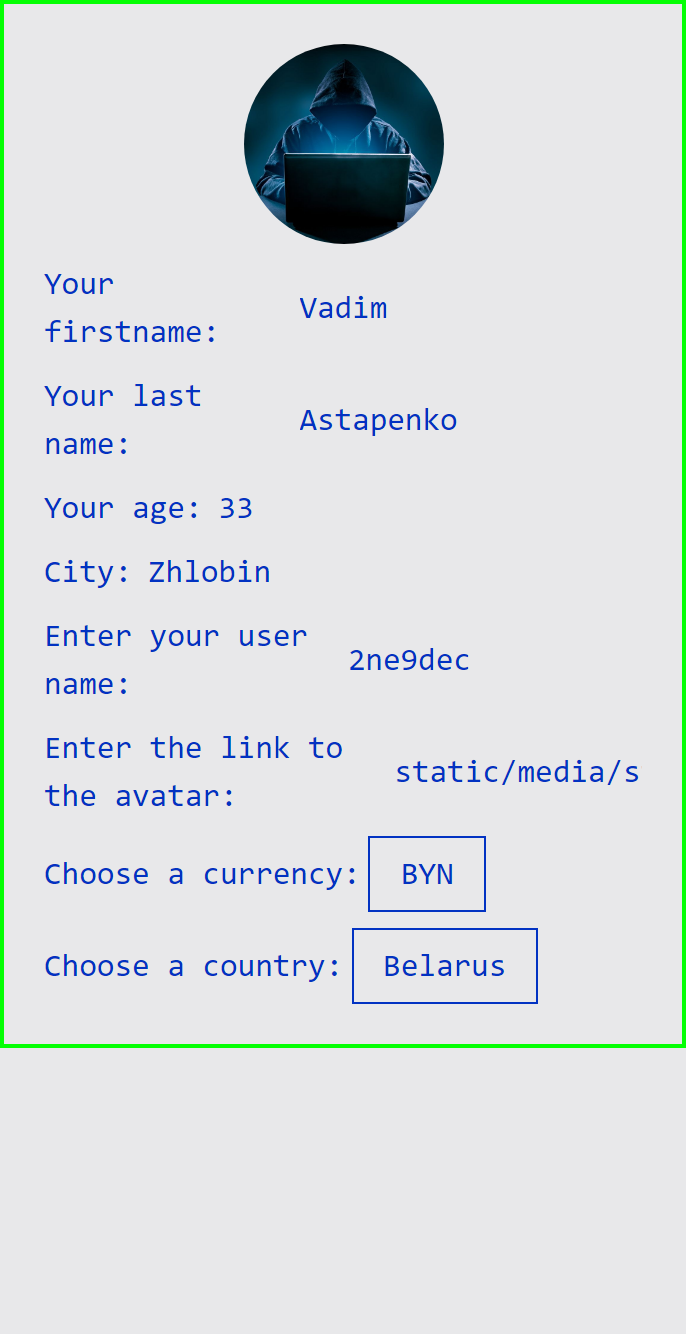 Your
firstname:
Vadim
Your last
name:
Astapenko
Your age: 33
City: Zhlobin
Enter your user
name:
2ne9dec
Enter the link to
the avatar:
static/media/s
Choose a currency: BYN
Choose a country: Belarus